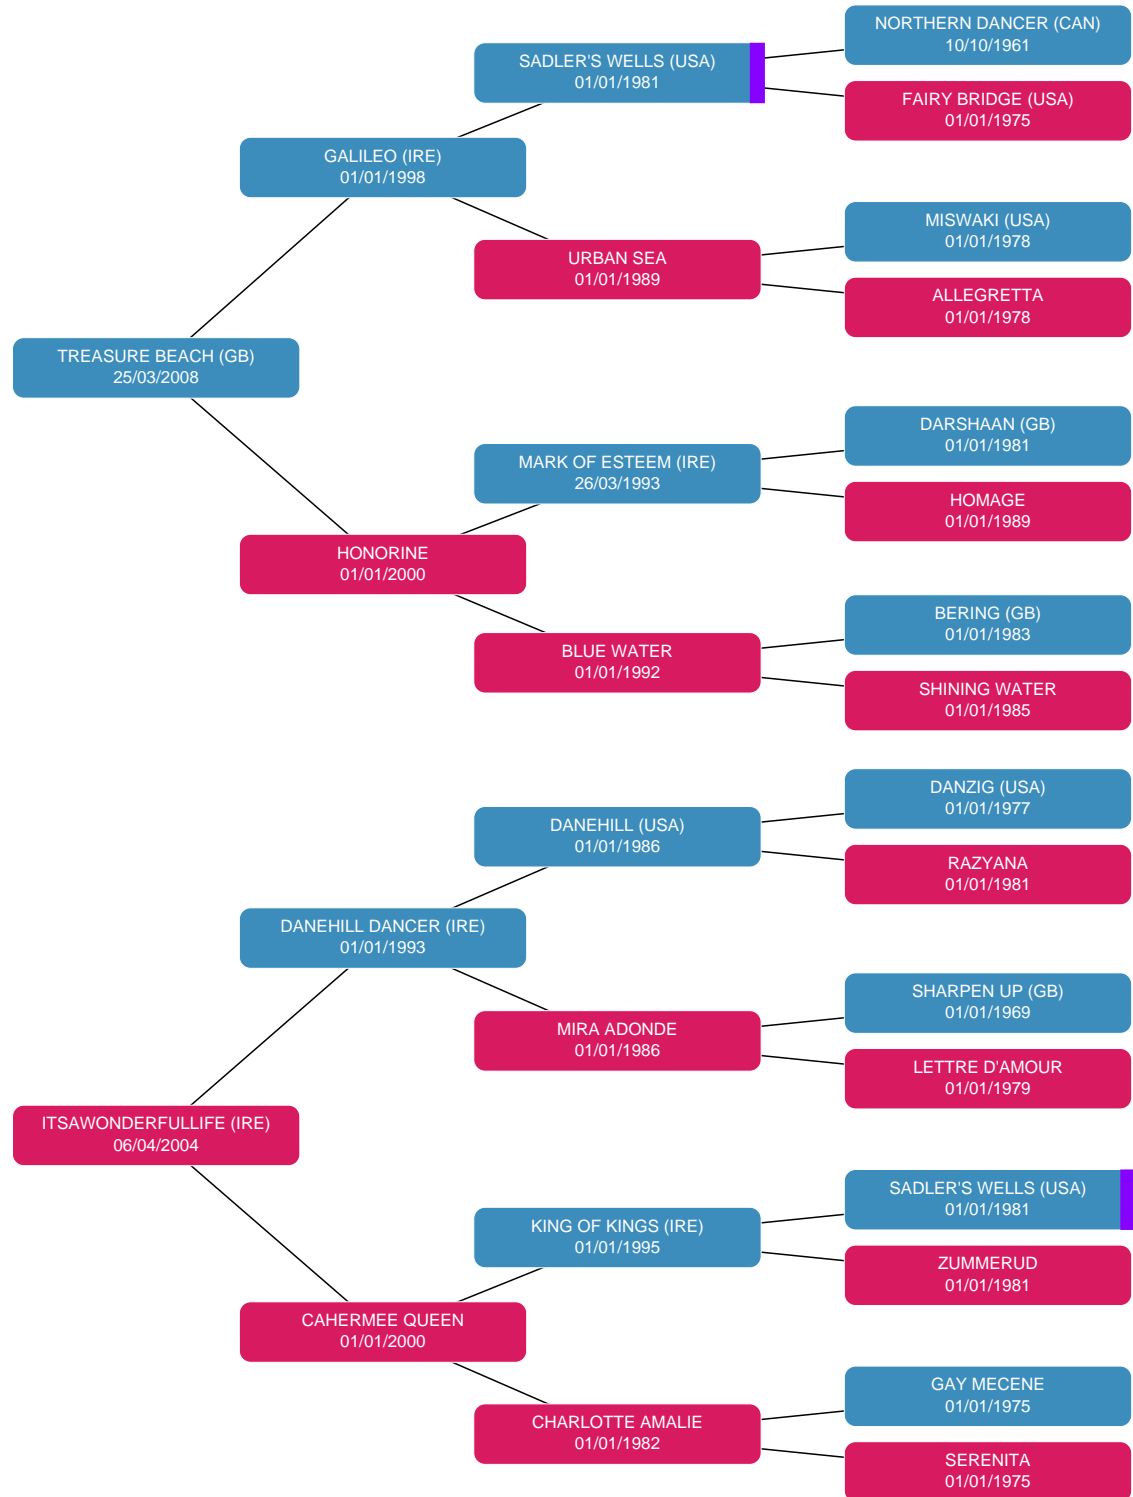 NORTHERN DANCER (CAN)
10/10/1961
SADLER'S WELLS (USA)
01/01/1981
FAIRY BRIDGE (USA)
01/01/1975
GALILEO (IRE)
01/01/1998
MISWAKI (USA)
01/01/1978
URBAN SEA
01/01/1989
ALLEGRETTA
01/01/1978
TREASURE BEACH (GB)
25/03/2008
DARSHAAN (GB)
01/01/1981
MARK OF ESTEEM (IRE)
26/03/1993
HOMAGE
01/01/1989
HONORINE
01/01/2000
BERING (GB)
01/01/1983
BLUE WATER
01/01/1992
SHINING WATER
01/01/1985
DANZIG (USA)
01/01/1977
DANEHILL (USA)
01/01/1986
RAZYANA
01/01/1981
DANEHILL DANCER (IRE)
01/01/1993
SHARPEN UP (GB)
01/01/1969
MIRA ADONDE
01/01/1986
LETTRE D'AMOUR
01/01/1979
ITSAWONDERFULLIFE (IRE)
06/04/2004
SADLER'S WELLS (USA)
01/01/1981
KING OF KINGS (IRE)
01/01/1995
ZUMMERUD
01/01/1981
CAHERMEE QUEEN
01/01/2000
GAY MECENE
01/01/1975
CHARLOTTE AMALIE
01/01/1982
SERENITA
01/01/1975